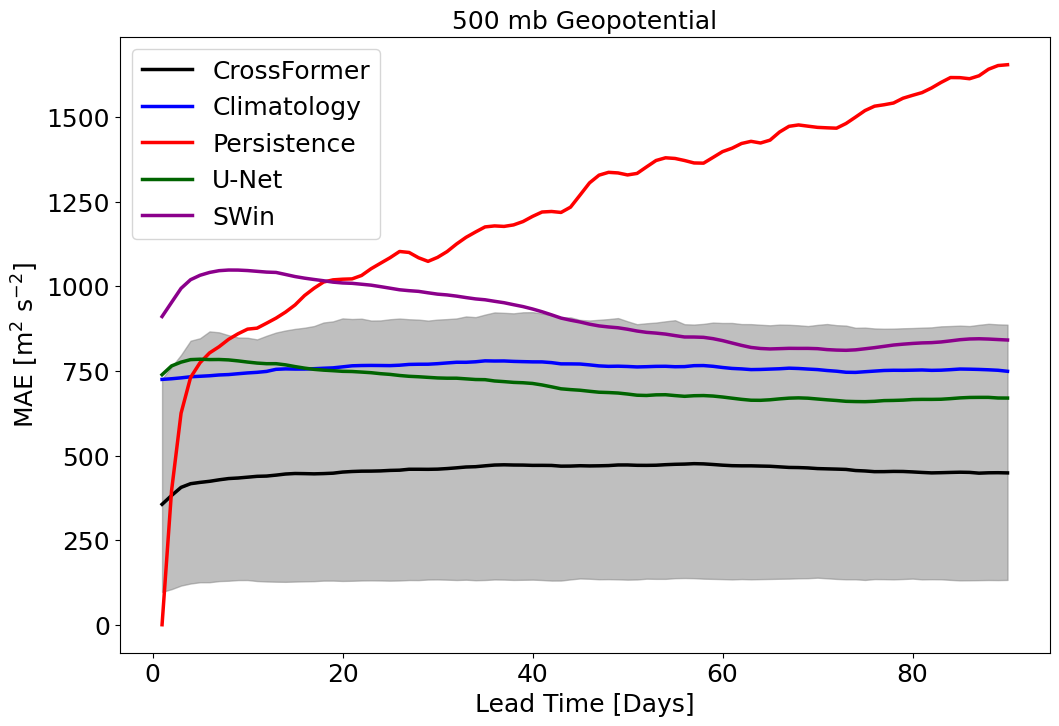 500 mb Geopotential
CrossFormer
Climatology
Persistence
U-Net
SWin
MAE [m² s⁻²]
1500
1250
1000
750
500
250
0
0 20 40 60 80
Lead Time [Days]